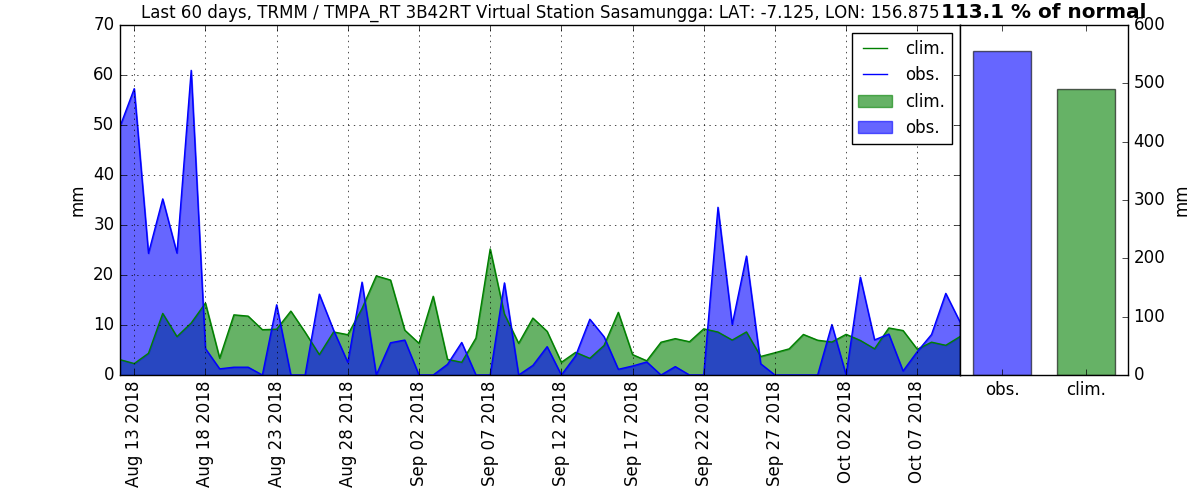 Last 60 days, TRMM / TMPA_RT 3B42RT Virtual Station Sasamungga: LAT: -7.125, LON: 156.875 113.1 % of normal
70
60
50
40
30
20
10
0
mm
clim.
obs.
clim.
obs.
600
500
400
300
200
100
0
mm
Aug 13 2018
Aug 18 2018
Aug 23 2018
Aug 28 2018
Sep 02 2018
Sep 07 2018
Sep 12 2018
Sep 17 2018
Sep 22 2018
Sep 27 2018
Oct 02 2018
Oct 07 2018
obs.
clim.